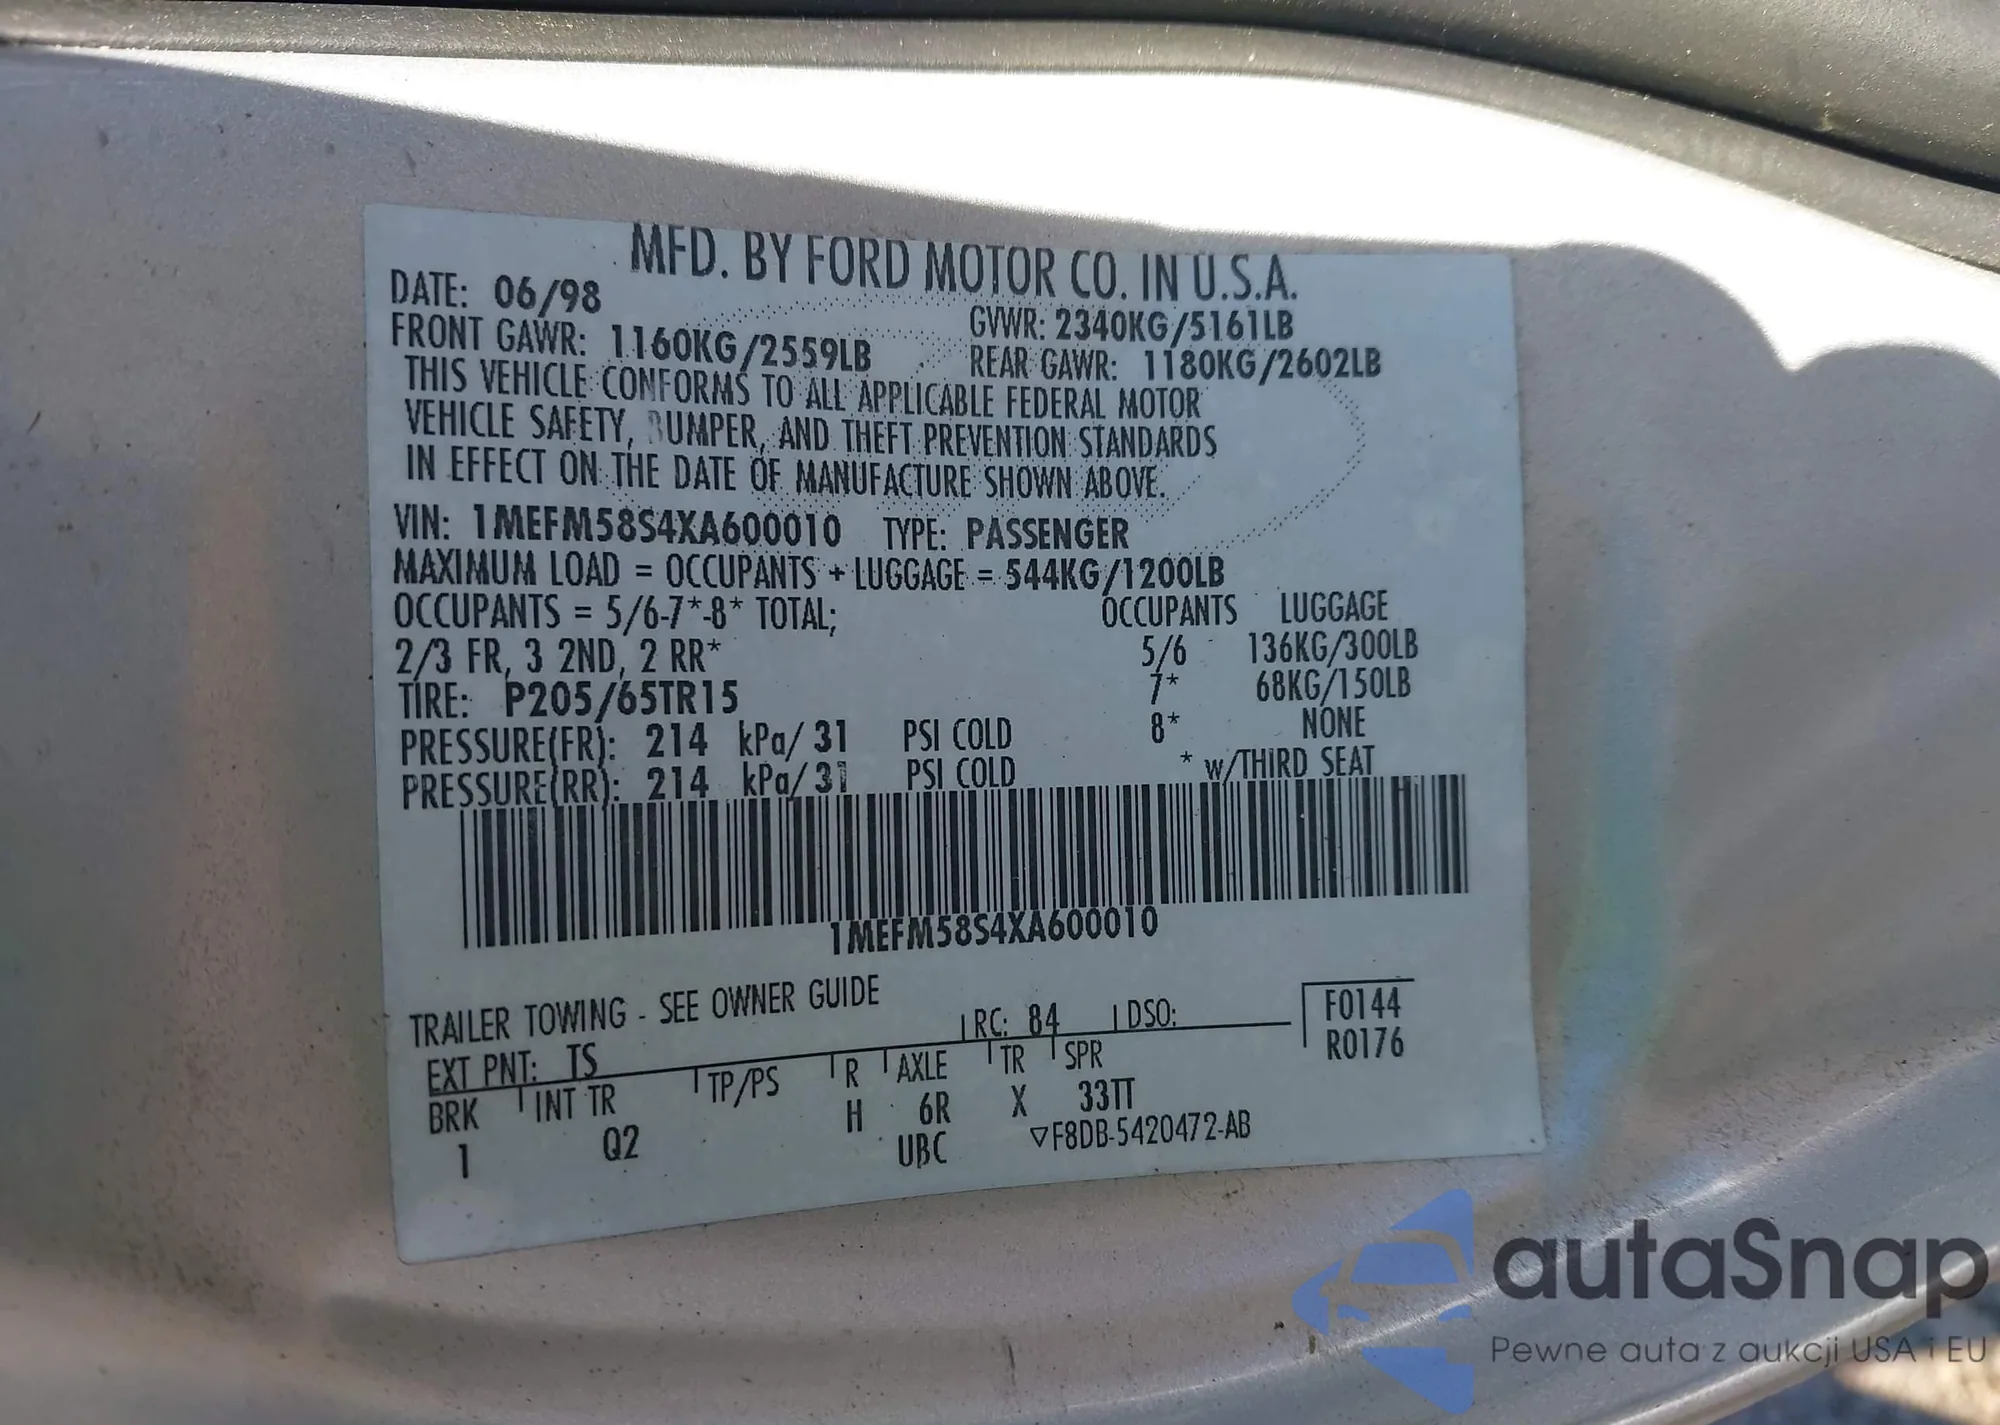 MFD. BY FORD MOTOR CO. IN U.S.A.
DATE: 06/98
GVWR: 2340KG/5161LB
FRONT GAWR: 1160KG/2559LB
REAR GAWR: 1180KG/2602LB
THIS VEHICLE CONFORMS TO ALL APPLICABLE FEDERAL MOTOR
VEHICLE SAFETY, BUMPER, AND THEFT PREVENTION STANDARDS
IN EFFECT ON THE DATE OF MANUFACTURE SHOWN ABOVE.
VIN: 1MEFM58S4XA600010 TYPE: PASSENGER
MAXIMUM LOAD = OCCUPANTS + LUGGAGE = 544KG/1200LB
OCCUPANTS = 5/6-7*-8* TOTAL; OCCUPANTS LUGGAGE
2/3 FR, 3 2ND, 2 RR* 5/6 136KG/300LB
TIRE: P205/65TR15 7* 68KG/150LB
PRESSURE(FR): 214 kPa/ 31 PSI COLD 8* NONE
PRESSURE(RR): 214 kPa/ 31 PSI COLD * w/THIRD SEAT
1MEFM58S4XA600010
TRAILER TOWING - SEE OWNER GUIDE
EXT PNT: TS RC: 84 DSO: F0144
R0176
BRK INT TR TP/PS R AXLE TR SPR
1 Q2 H 6R X 33TT
UBC ▽F8DB-5420472-AB
autaSnap
Pewne auta z aukcji USA i EU